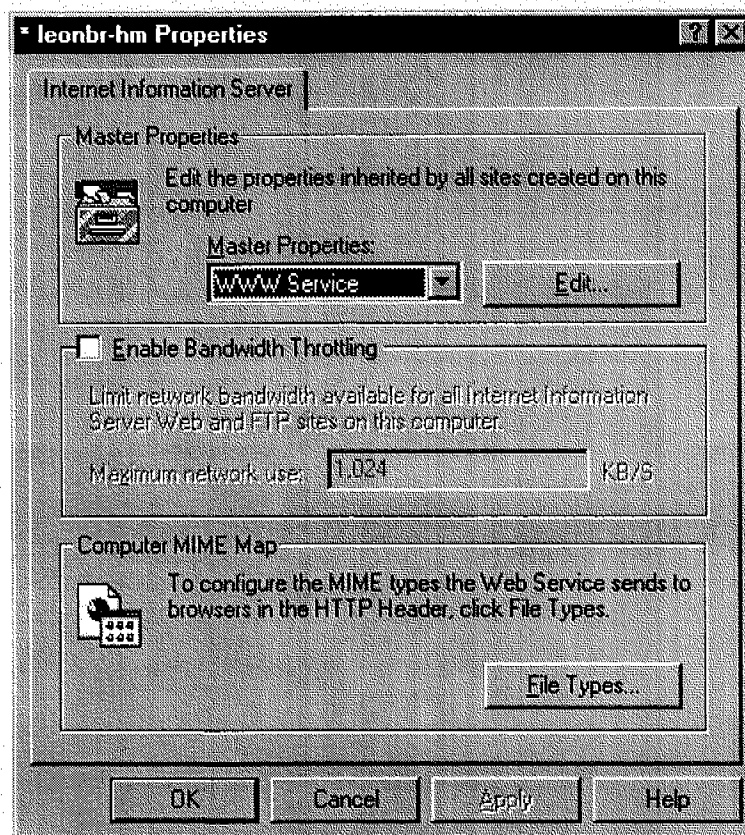 * leonbr-hm Properties
Internet Information Server
Master Properties
Edit the properties inherited by all sites created on this
computer
Master Properties:
WWW Service
Edit...
Enable Bandwidth Throttling
Limit network bandwidth available for all Internet Information
Server Web and FTP sites on this computer.
Maximum network use: 1,024 KB/S
Computer MIME Map
To configure the MIME types the Web Service sends to
browsers in the HTTP Header, click File Types.
File Types...
OK Cancel Apply Help